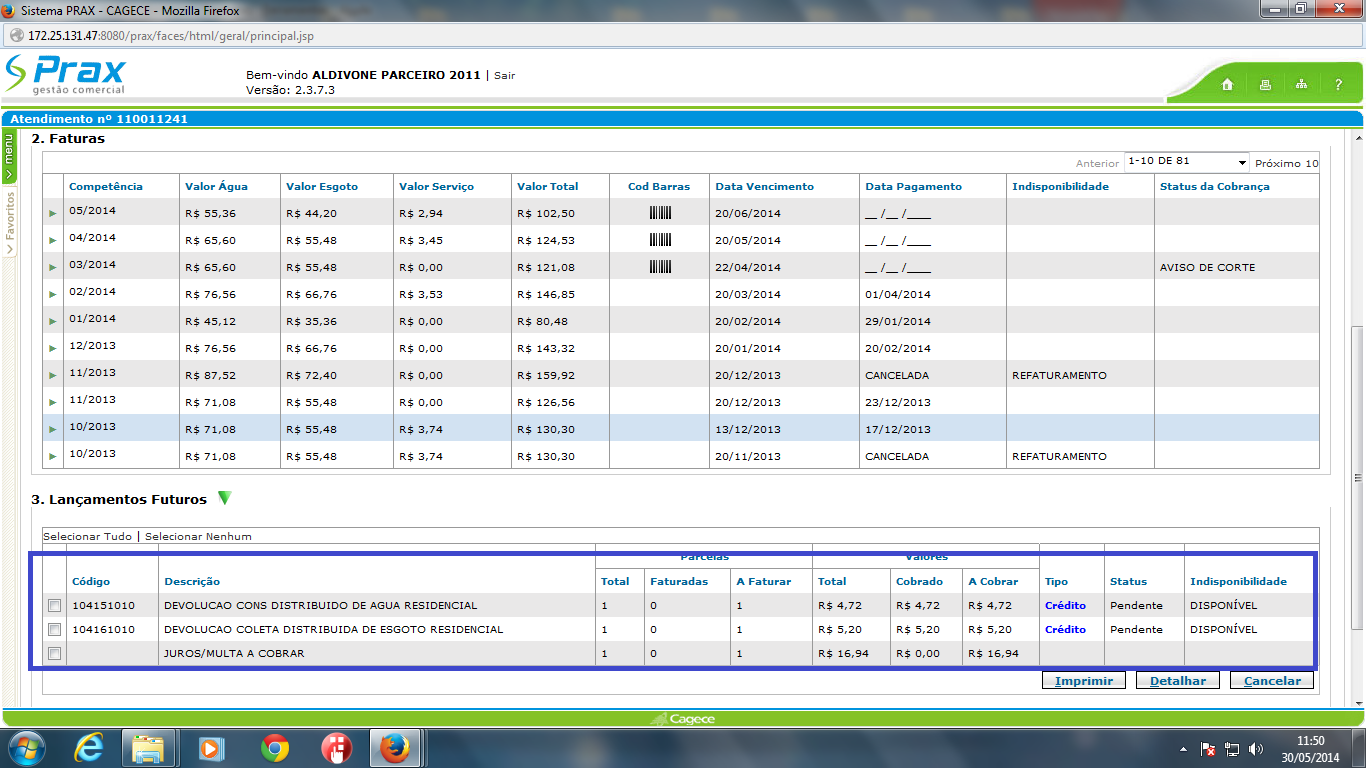 Sistema PRAX - CAGECE - Mozilla Firefox
172.25.131.47:8080/prax/faces/html/geral/principal.jsp
Prax
gestão comercial
Bem-vindo ALDIVONE PARCEIRO 2011 | Sair
Versão: 2.3.7.3
?
Atendimento nº 110011241
menu
Favoritos
2. Faturas
Anterior 1-10 DE 81 Próximo 10
Competência Valor Água Valor Esgoto Valor Serviço Valor Total Cod Barras Data Vencimento Data Pagamento Indisponibilidade Status da Cobrança
05/2014 R$ 55,36 R$ 44,20 R$ 2,94 R$ 102,50 20/06/2014 __ /__ /____
04/2014 R$ 65,60 R$ 55,48 R$ 3,45 R$ 124,53 20/05/2014 __ /__ /____
03/2014 R$ 65,60 R$ 55,48 R$ 0,00 R$ 121,08 22/04/2014 __ /__ /____ AVISO DE CORTE
02/2014 R$ 76,56 R$ 66,76 R$ 3,53 R$ 146,85 20/03/2014 01/04/2014
01/2014 R$ 45,12 R$ 35,36 R$ 0,00 R$ 80,48 20/02/2014 29/01/2014
12/2013 R$ 76,56 R$ 66,76 R$ 0,00 R$ 143,32 20/01/2014 20/02/2014
11/2013 R$ 87,52 R$ 72,40 R$ 0,00 R$ 159,92 20/12/2013 CANCELADA REFATURAMENTO
11/2013 R$ 71,08 R$ 55,48 R$ 0,00 R$ 126,56 20/12/2013 23/12/2013
10/2013 R$ 71,08 R$ 55,48 R$ 3,74 R$ 130,30 13/12/2013 17/12/2013
10/2013 R$ 71,08 R$ 55,48 R$ 3,74 R$ 130,30 20/11/2013 CANCELADA REFATURAMENTO
3. Lançamentos Futuros
Selecionar Tudo | Selecionar Nenhum
Parcelas Valores
Código Descrição Total Faturadas A Faturar Total Cobrado A Cobrar Tipo Status Indisponibilidade
104151010 DEVOLUCAO CONS DISTRIBUIDO DE AGUA RESIDENCIAL 1 0 1 R$ 4,72 R$ 4,72 R$ 4,72 Crédito Pendente DISPONÍVEL
104161010 DEVOLUCAO COLETA DISTRIBUIDA DE ESGOTO RESIDENCIAL 1 0 1 R$ 5,20 R$ 5,20 R$ 5,20 Crédito Pendente DISPONÍVEL
JUROS/MULTA A COBRAR 1 0 1 R$ 16,94 R$ 0,00 R$ 16,94
Imprimir Detalhar Cancelar
Cagece
11:50
30/05/2014